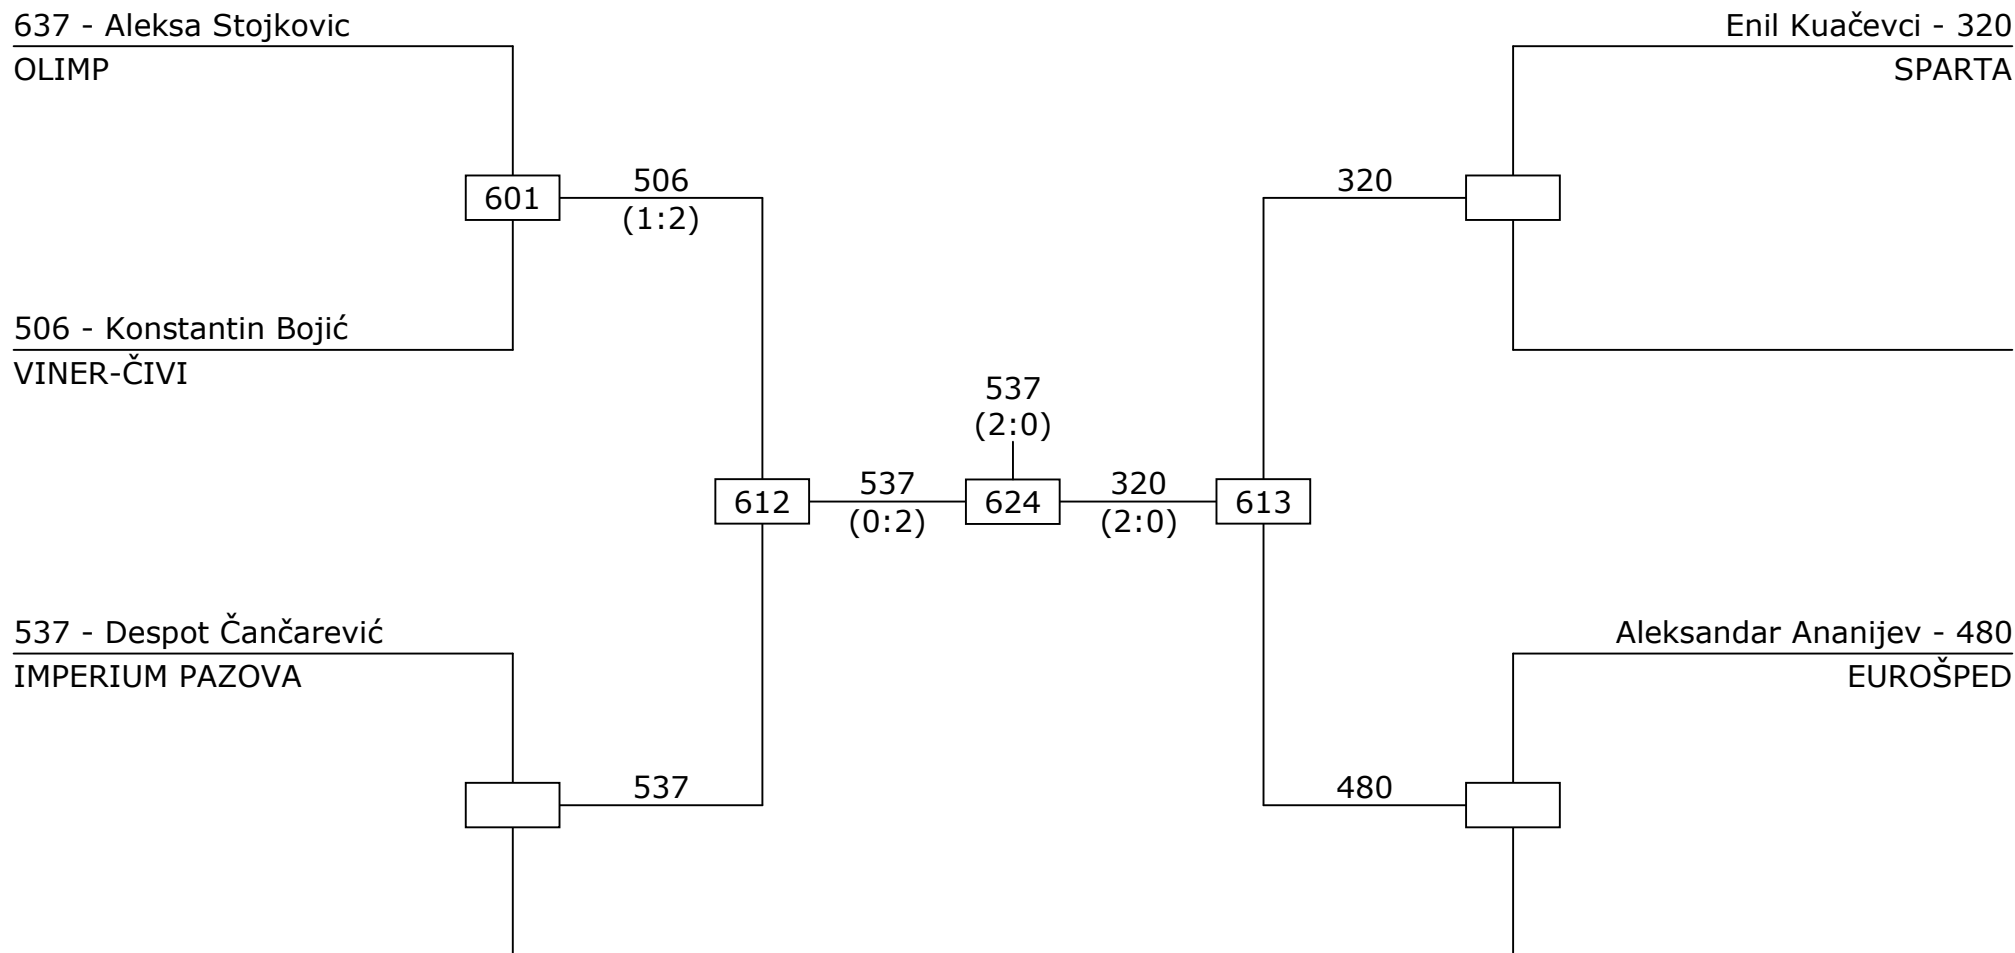 637 - Aleksa Stojkovic
OLIMP
Enil Kuačevci - 320
SPARTA
601
506
(1:2)
320
506 - Konstantin Bojić
VINER-ČIVI
537
(2:0)
612
537
(0:2)
624
320
(2:0)
613
537 - Despot Čančarević
IMPERIUM PAZOVA
Aleksandar Ananijev - 480
EUROŠPED
537
480